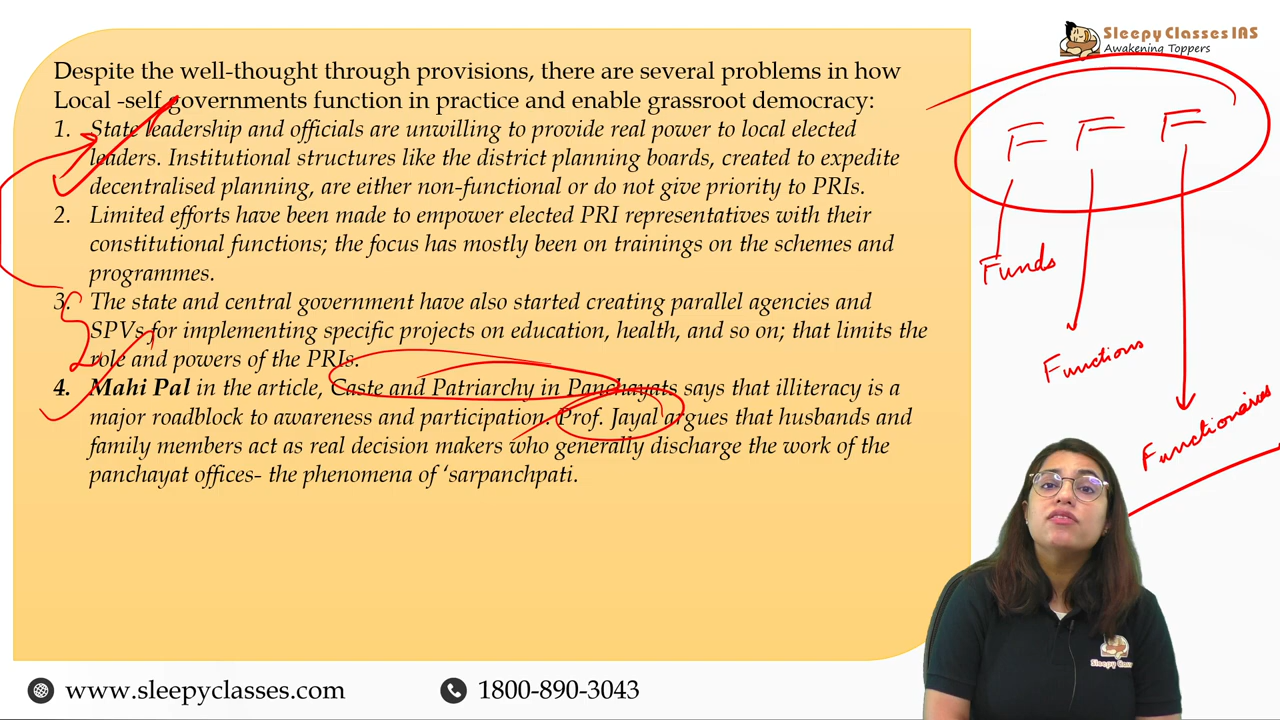 Sleepy Classes IAS
Awakening Toppers
Despite the well-thought through provisions, there are several problems in how
Local -self governments function in practice and enable grassroot democracy:
1. State leadership and officials are unwilling to provide real power to local elected
leaders. Institutional structures like the district planning boards, created to expedite
decentralised planning, are either non-functional or do not give priority to PRIs.
2. Limited efforts have been made to empower elected PRI representatives with their
constitutional functions; the focus has mostly been on trainings on the schemes and
programmes.
3. The state and central government have also started creating parallel agencies and
SPVs for implementing specific projects on education, health, and so on; that limits the
role and powers of the PRIs.
4. Mahi Pal in the article, Caste and Patriarchy in Panchayats says that illiteracy is a
major roadblock to awareness and participation. Prof. Jayal argues that husbands and
family members act as real decision makers who generally discharge the work of the
panchayat offices- the phenomena of ‘sarpanchpati.
F F F
Funds
Functions
Functionaries
Sleepy Class
www.sleepyclasses.com
1800-890-3043